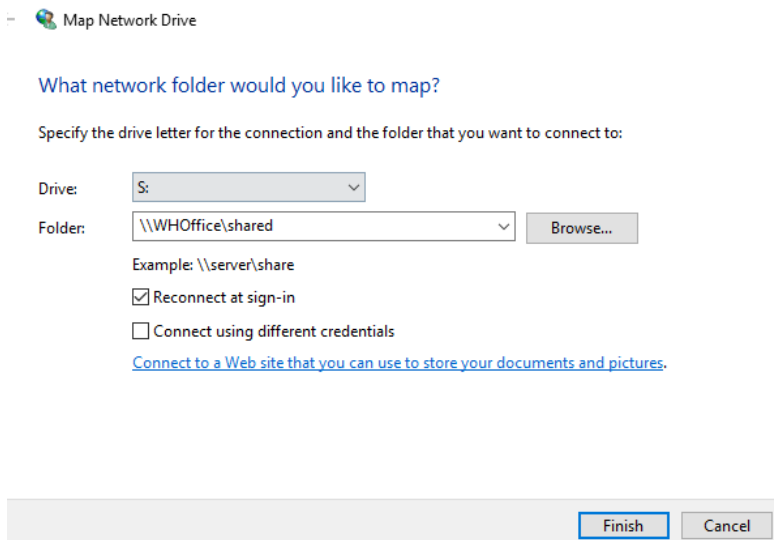 Map Network Drive
What network folder would you like to map?
Specify the drive letter for the connection and the folder that you want to connect to:
Drive: S:
Folder: \\WHOffice\shared Browse...
Example: \\server\share
Reconnect at sign-in
Connect using different credentials
Connect to a Web site that you can use to store your documents and pictures.
Finish Cancel